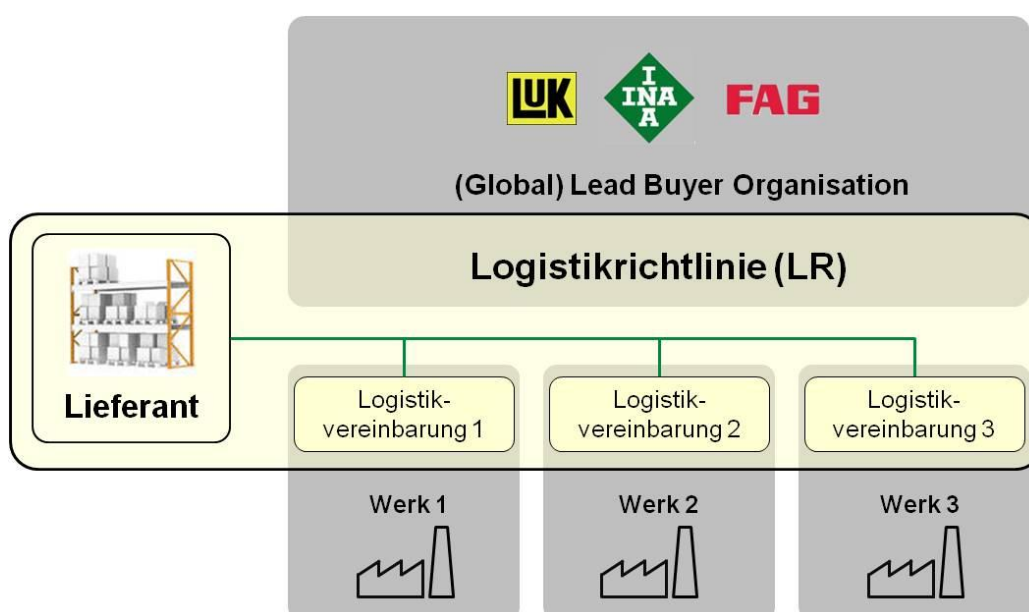 LUK
I
INA
A
FAG
(Global) Lead Buyer Organisation
Logistikrichtlinie (LR)
Lieferant
Logistik-
vereinbarung 1
Logistik-
vereinbarung 2
Logistik-
vereinbarung 3
Werk 1
Werk 2
Werk 3